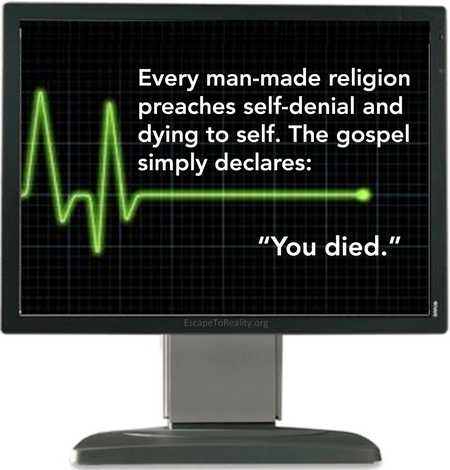 Every man-made religion
preaches self-denial and
dying to self. The gospel
simply declares:
“You died.”
EscapeToReality.org